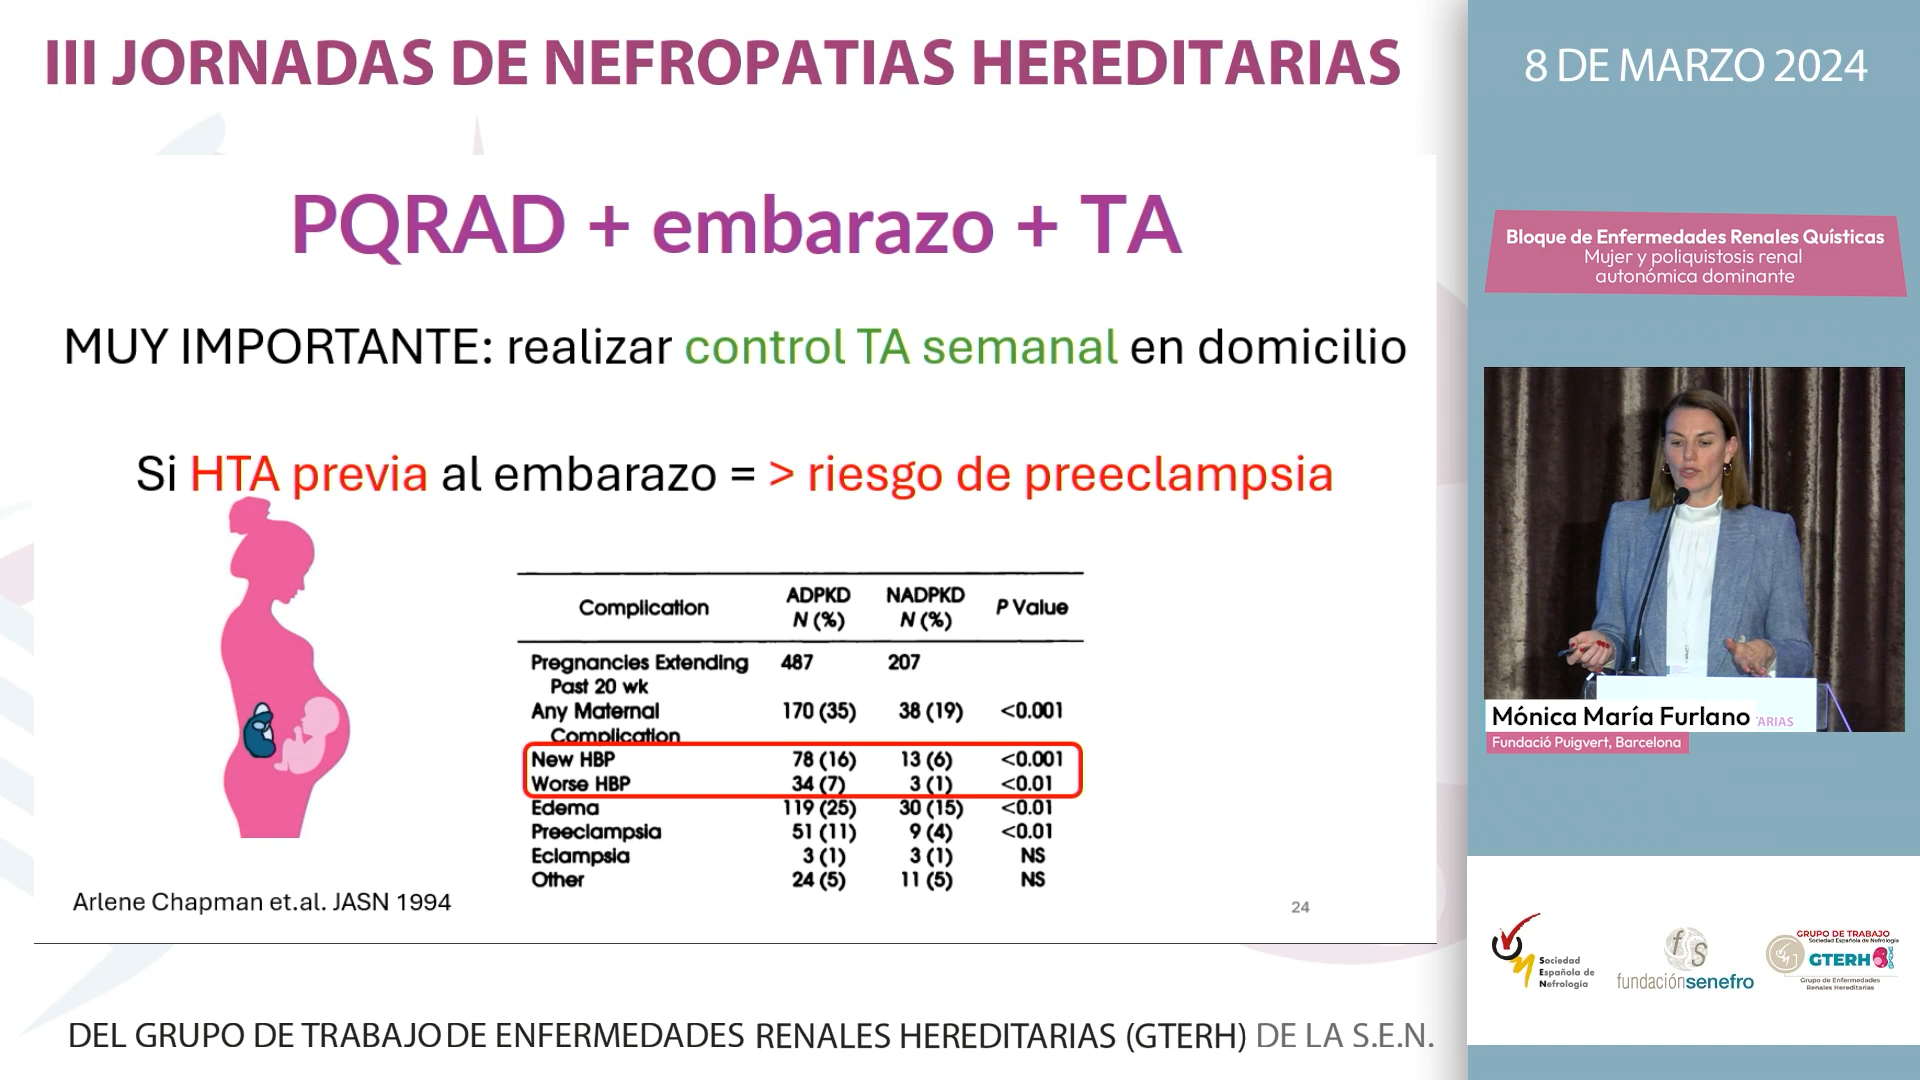 III JORNADAS DE NEFROPATIAS HEREDITARIAS
PQRAD + embarazo + TA
MUY IMPORTANTE: realizar control TA semanal en domicilio
Si HTA previa al embarazo = > riesgo de preeclampsia
Complication ADPKD N (%) NADPKD N (%) P Value
Pregnancies Extending 487 207
Past 20 wk
Any Maternal 170 (35) 38 (19) <0.001
Complication
New HBP 78 (16) 13 (6) <0.001
Worse HBP 34 (7) 3 (1) <0.01
Edema 119 (25) 30 (15) <0.01
Preeclampsia 51 (11) 9 (4) <0.01
Eclampsia 3 (1) 3 (1) NS
Other 24 (5) 11 (5) NS
Arlene Chapman et.al. JASN 1994
24
DEL GRUPO DE TRABAJO DE ENFERMEDADES RENALES HEREDITARIAS (GTERH) DE LA S.E.N.
8 DE MARZO 2024
Bloque de Enfermedades Renales Quísticas
Mujer y poliquistosis renal
autonómica dominante
Mónica María Furlano
TARIAS
Fundació Puigvert, Barcelona
Sociedad
Española de
Nefrología
fs
fundaciónsenefro
GRUPO DE TRABAJO
Sociedad Española de Nefrología
GTERH
Grupo de Enfermedades
Renales Hereditarias